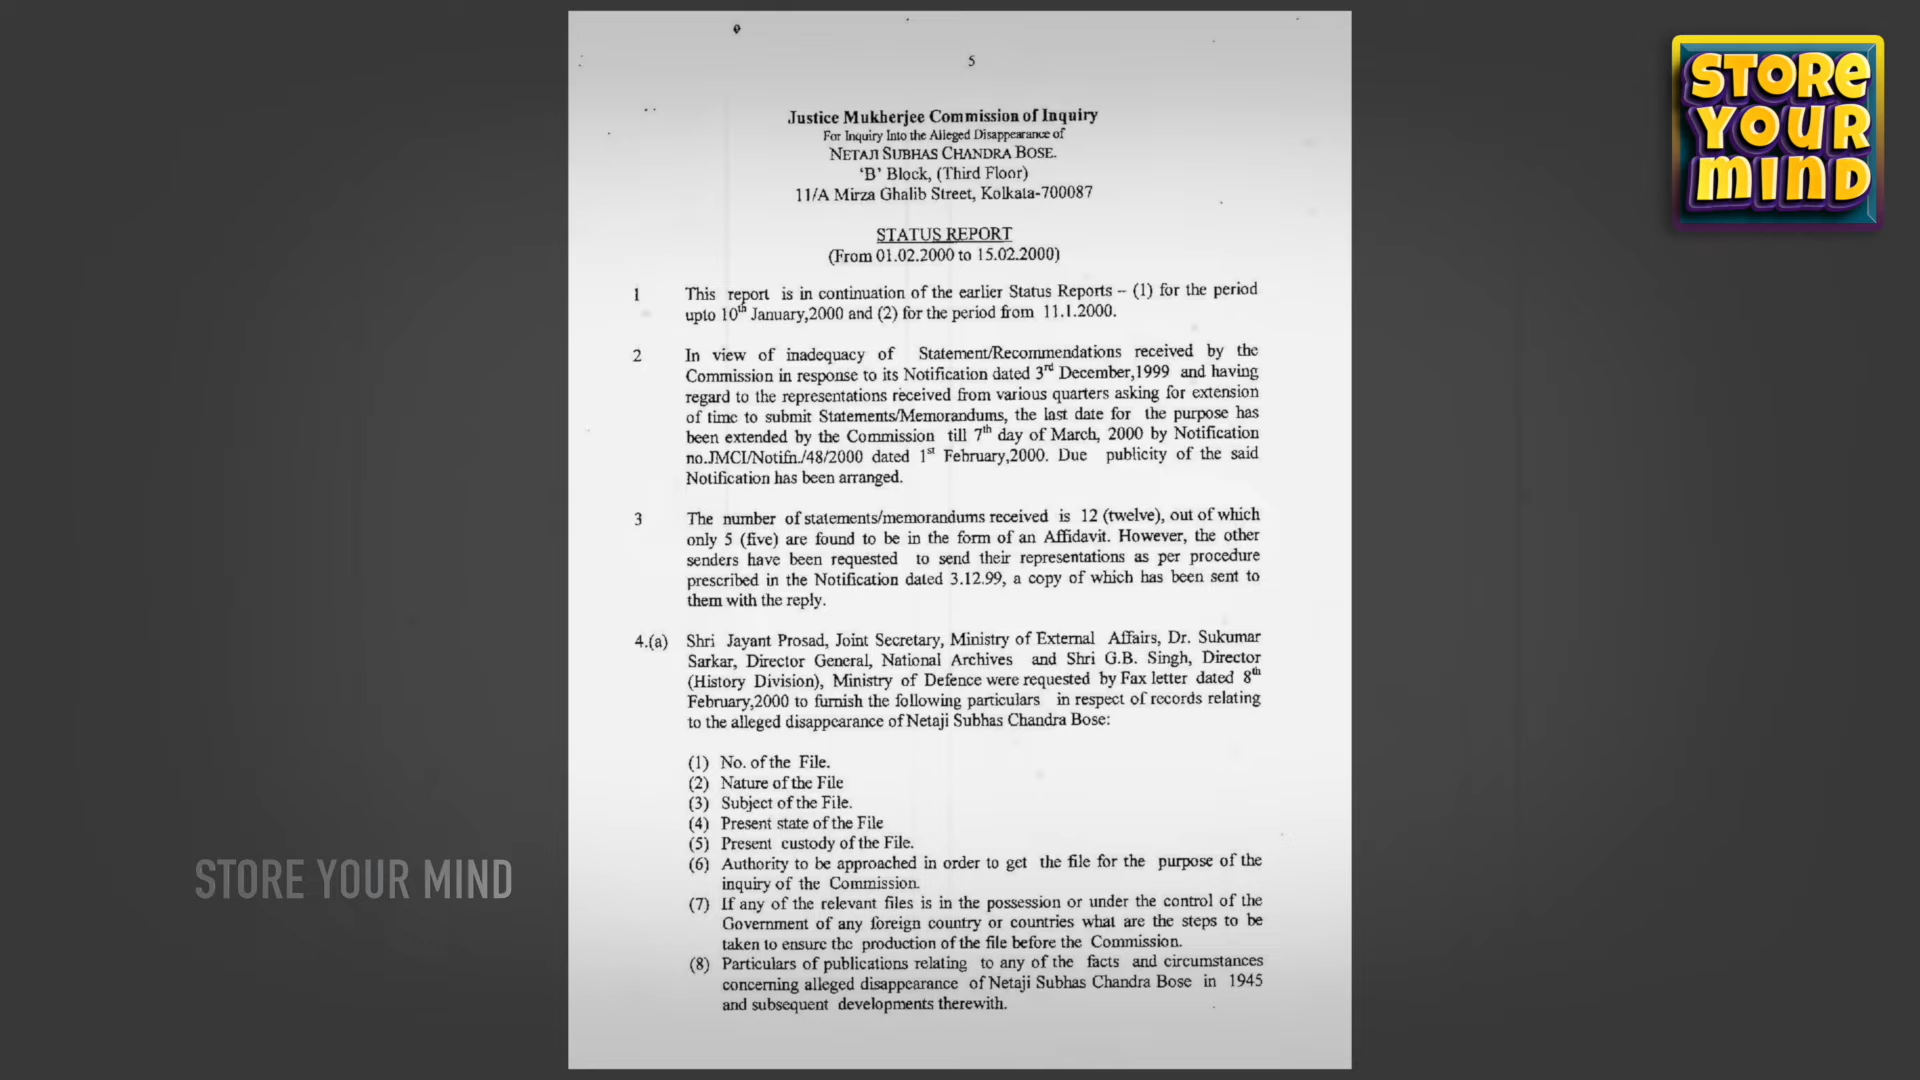 5
Justice Mukherjee Commission of Inquiry
For Inquiry Into the Alleged Disappearance of
NETAJI SUBHAS CHANDRA BOSE.
'B' Block, (Third Floor)
11/A Mirza Ghalib Street, Kolkata-700087
STATUS REPORT
(From 01.02.2000 to 15.02.2000)
1 This report is in continuation of the earlier Status Reports – (1) for the period
upto 10th January,2000 and (2) for the period from 11.1.2000.
2 In view of inadequacy of Statement/Recommendations received by the
Commission in response to its Notification dated 3rd December,1999 and having
regard to the representations received from various quarters asking for extension
of time to submit Statements/Memorandums, the last date for the purpose has
been extended by the Commission till 7th day of March, 2000 by Notification
no.JMCI/Notifn./48/2000 dated 1st February,2000. Due publicity of the said
Notification has been arranged.
3 The number of statements/memorandums received is 12 (twelve), out of which
only 5 (five) are found to be in the form of an Affidavit. However, the other
senders have been requested to send their representations as per procedure
prescribed in the Notification dated 3.12.99, a copy of which has been sent to
them with the reply.
4.(a) Shri Jayant Prosad, Joint Secretary, Ministry of External Affairs, Dr. Sukumar
Sarkar, Director General, National Archives and Shri G.B. Singh, Director
(History Division), Ministry of Defence were requested by Fax letter dated 8th
February,2000 to furnish the following particulars in respect of records relating
to the alleged disappearance of Netaji Subhas Chandra Bose:
(1) No. of the File.
(2) Nature of the File
(3) Subject of the File.
(4) Present state of the File
(5) Present custody of the File.
(6) Authority to be approached in order to get the file for the purpose of the
inquiry of the Commission.
(7) If any of the relevant files is in the possession or under the control of the
Government of any foreign country or countries what are the steps to be
taken to ensure the production of the file before the Commission.
(8) Particulars of publications relating to any of the facts and circumstances
concerning alleged disappearance of Netaji Subhas Chandra Bose in 1945
and subsequent developments therewith.
STORE
YOUR
MIND
STORE YOUR MIND